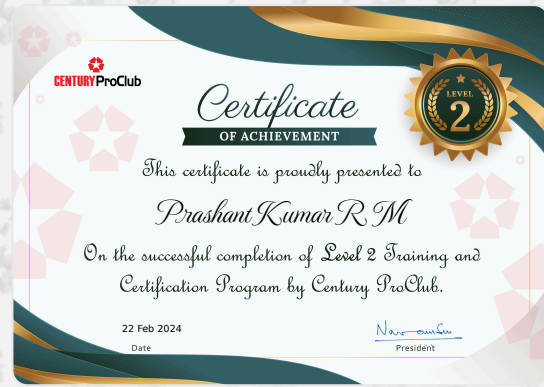 CENTURY ProClub
LEVEL
2
Certificate
OF ACHIEVEMENT
This certificate is proudly presented to
Prashant Kumar R M
On the successful completion of Level 2 Training and
Certification Program by Century ProClub.
22 Feb 2024
Date
President